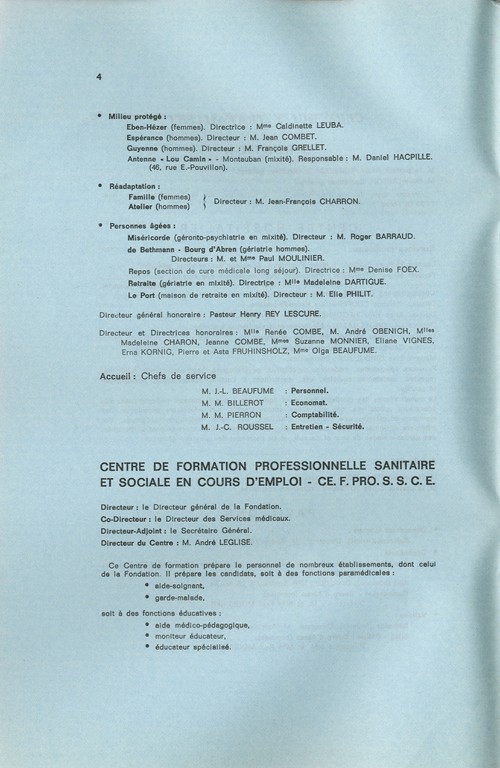 4
• Milieu protégé :
Eben-Hézer (femmes). Directrice : Mme Caldinette LEUBA.
Espérance (hommes). Directeur : M. Jean COMBET.
Guyenne (hommes). Directeur : M. François GRELLET.
Antenne « Lou Camin » - Montauban (mixité). Responsable : M. Daniel HACPILLE.
(46, rue E.-Pouvillon).
• Réadaptation :
Famille (femmes)
Atelier (hommes) } Directeur : M. Jean-François CHARRON.
• Personnes âgées :
Miséricorde (géronto-psychiatrie en mixité). Directeur : M. Roger BARRAUD.
de Bethmann - Bourg d'Abren (gériatrie hommes).
Directeurs : M. et Mme Paul MOULINIER.
Repos (section de cure médicale long séjour). Directrice : Mme Denise FOEX.
Retraite (gériatrie en mixité). Directrice : Mlle Madeleine DARTIGUE.
Le Port (maison de retraite en mixité). Directeur : M. Elie PHILIT.
Directeur général honoraire : Pasteur Henry REY LESCURE.
Directeur et Directrices honoraires : Mlle Renée COMBE, M. André OBENICH, Mlles
Madeleine CHARON, Jeanne COMBE, Mmes Suzanne MONNIER, Eliane VIGNES,
Erna KORNIG, Pierre et Asta FRUHINSHOLZ, Mme Olga BEAUFUME.
Accueil : Chefs de service
M. J.-L. BEAUFUMÉ : Personnel.
M. M. BILLEROT : Economat.
M. M. PIERRON : Comptabilité.
M. J.-C. ROUSSEL : Entretien - Sécurité.
CENTRE DE FORMATION PROFESSIONNELLE SANITAIRE
ET SOCIALE EN COURS D'EMPLOI - CE. F. PRO. S. S. C. E.
Directeur : le Directeur général de la Fondation.
Co-Directeur : le Directeur des Services médicaux.
Directeur-Adjoint : le Secrétaire Général.
Directeur du Centre : M. André LEGLISE.
Ce Centre de formation prépare le personnel de nombreux établissements, dont celui
de la Fondation. Il prépare les candidats, soit à des fonctions paramédicales :
• aide-soignant,
• garde-malade,
soit à des fonctions éducatives :
• aide médico-pédagogique,
• moniteur éducateur,
• éducateur spécialisé.